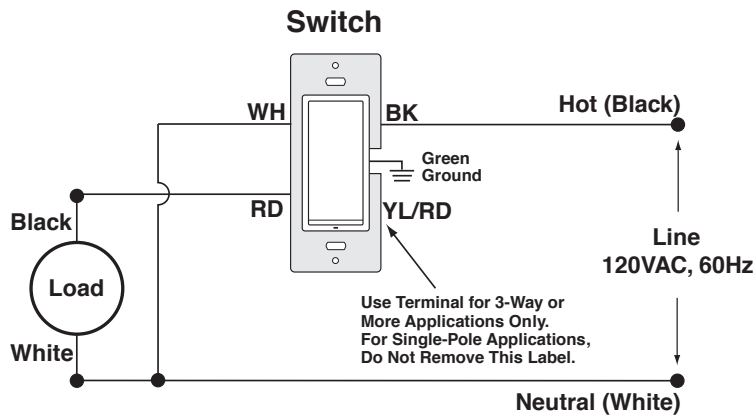 Switch
WH
BK
Hot (Black)
Green
Ground
RD
YL/RD
Black
Load
White
Line
120VAC, 60Hz
Use Terminal for 3-Way or
More Applications Only.
For Single-Pole Applications,
Do Not Remove This Label.
Neutral (White)